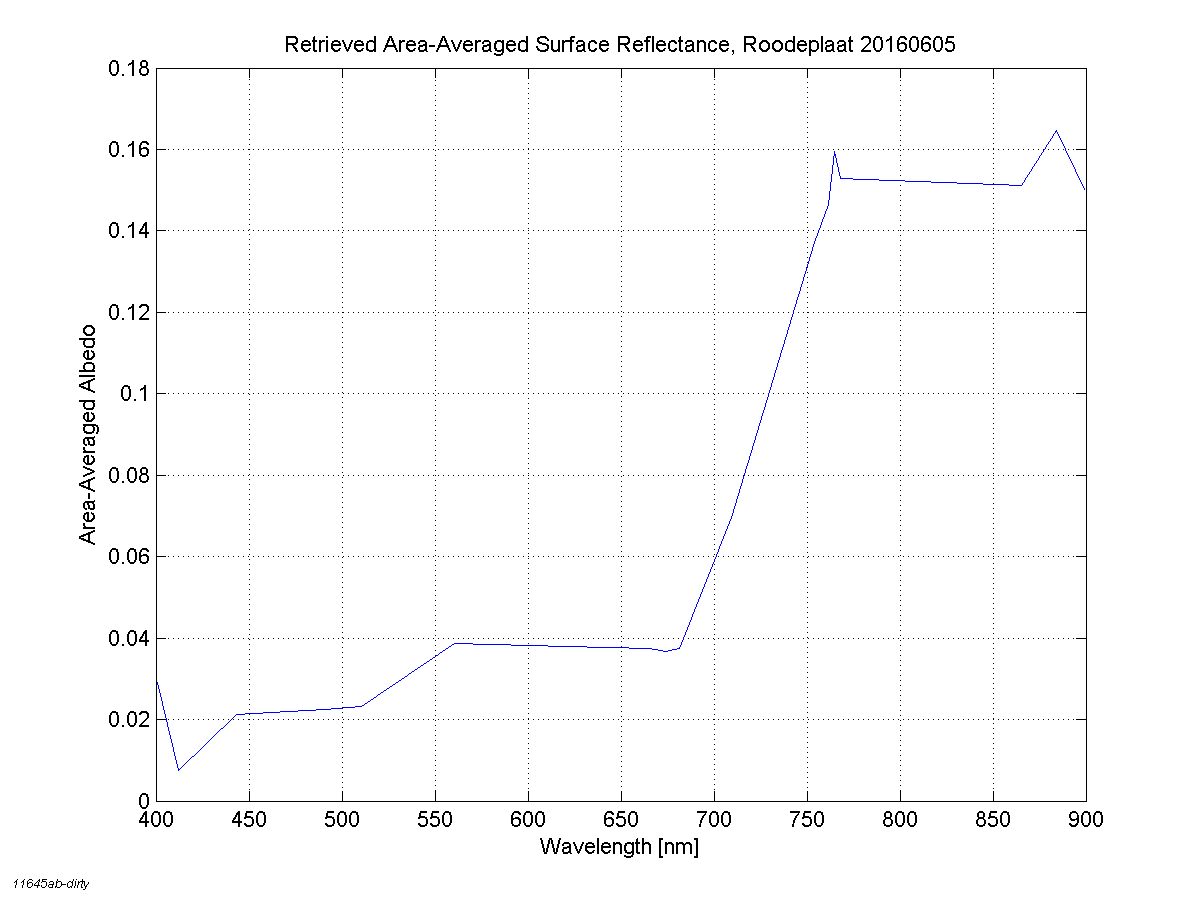 Retrieved Area-Averaged Surface Reflectance, Roodeplaat 20160605
0.18
0.16
0.14
0.12
0.1
0.08
0.06
0.04
0.02
0
Area-Averaged Albedo
400 450 500 550 600 650 700 750 800 850 900
Wavelength [nm]
11645ab-dirty